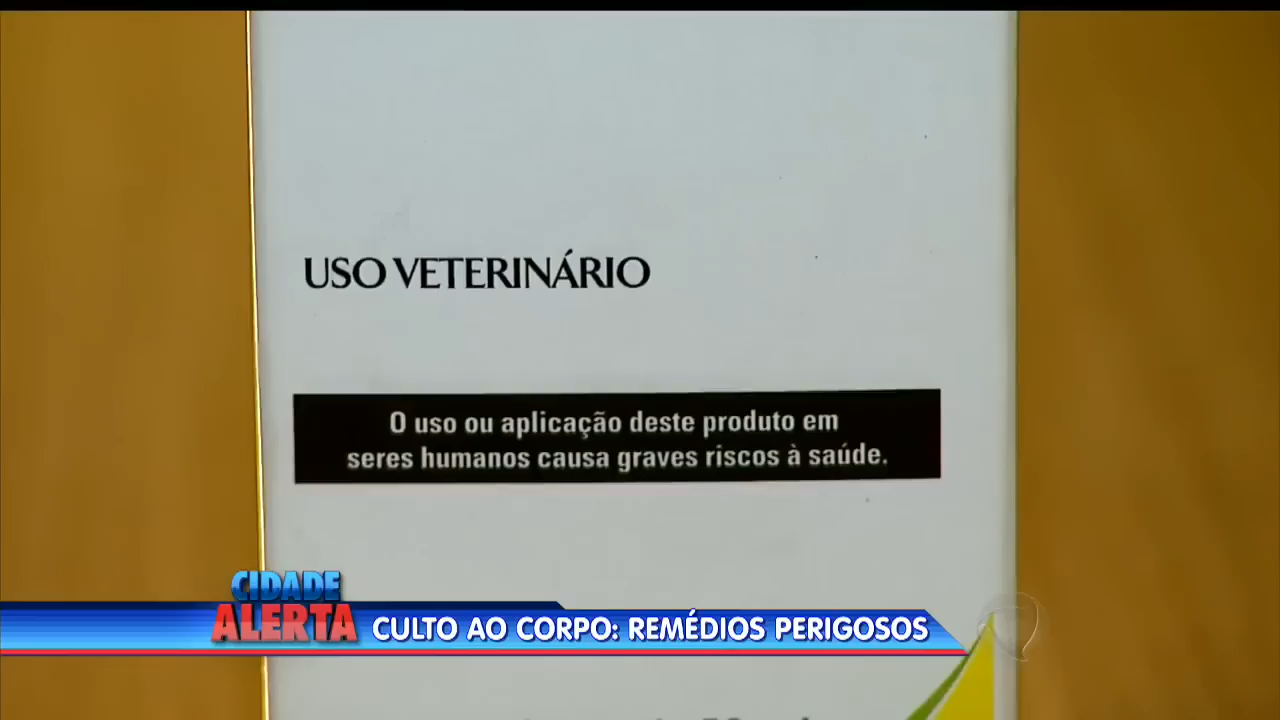 USO VETERINÁRIO
O uso ou aplicação deste produto em
seres humanos causa graves riscos à saúde.
CIDADE
ALERTA
CULTO AO CORPO: REMÉDIOS PERIGOSOS